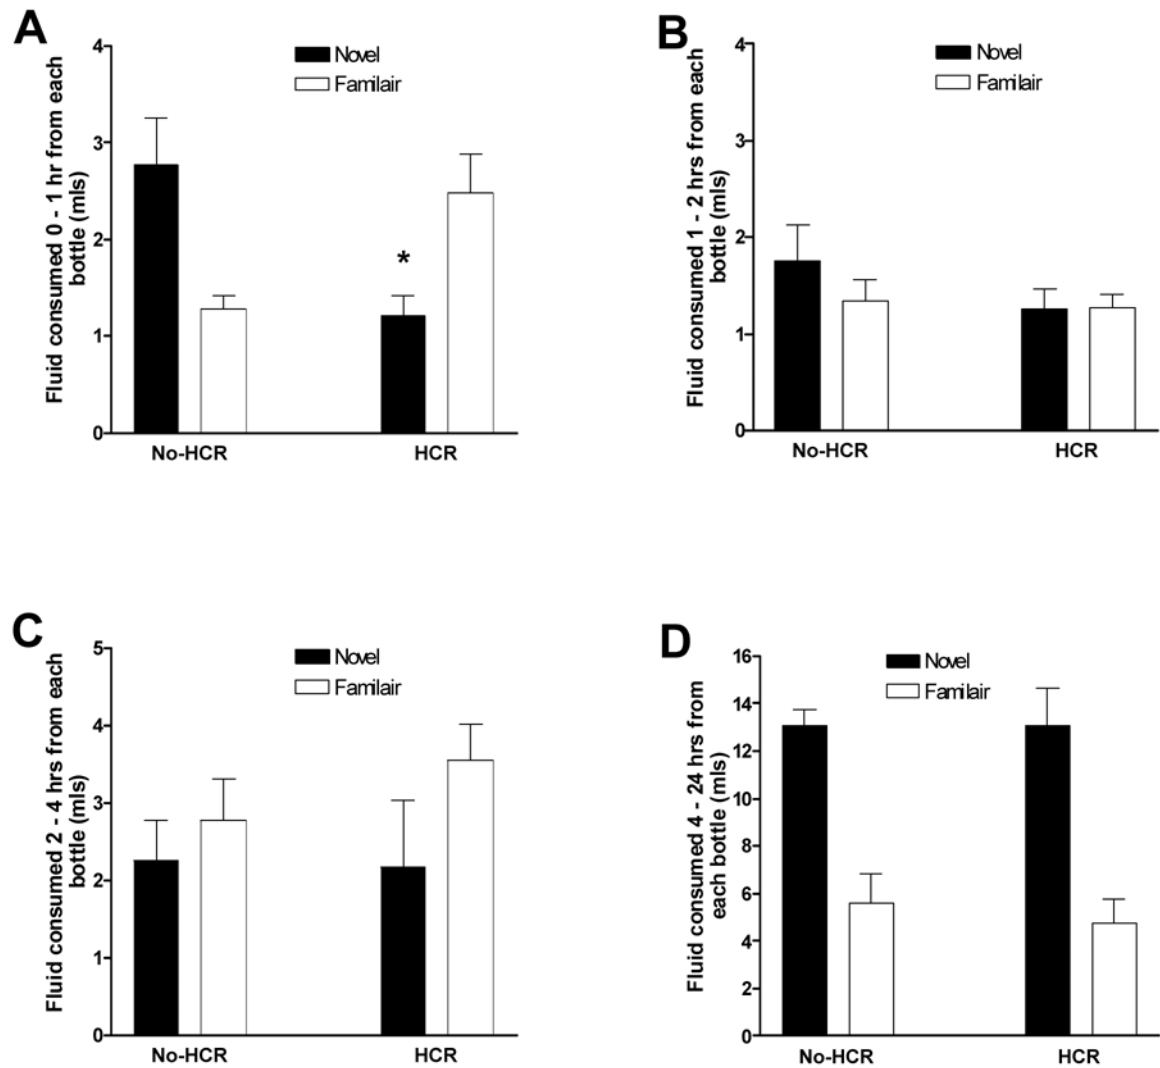 A
Fluid consumed 0 - 1 hr from each
bottle (mls)
4
3
2
1
0
Novel
Familair
*
No-HCR
HCR
B
Fluid consumed 1 - 2 hrs from each
bottle (mls)
4
3
2
1
0
Novel
Familair
No-HCR
HCR
C
Fluid consumed 2 - 4 hrs from each
bottle (mls)
5
4
3
2
1
0
Novel
Familair
No-HCR
HCR
D
Fluid consumed 4 - 24 hrs from
each bottle (mls)
16
14
12
10
8
6
4
2
0
Novel
Familair
No-HCR
HCR